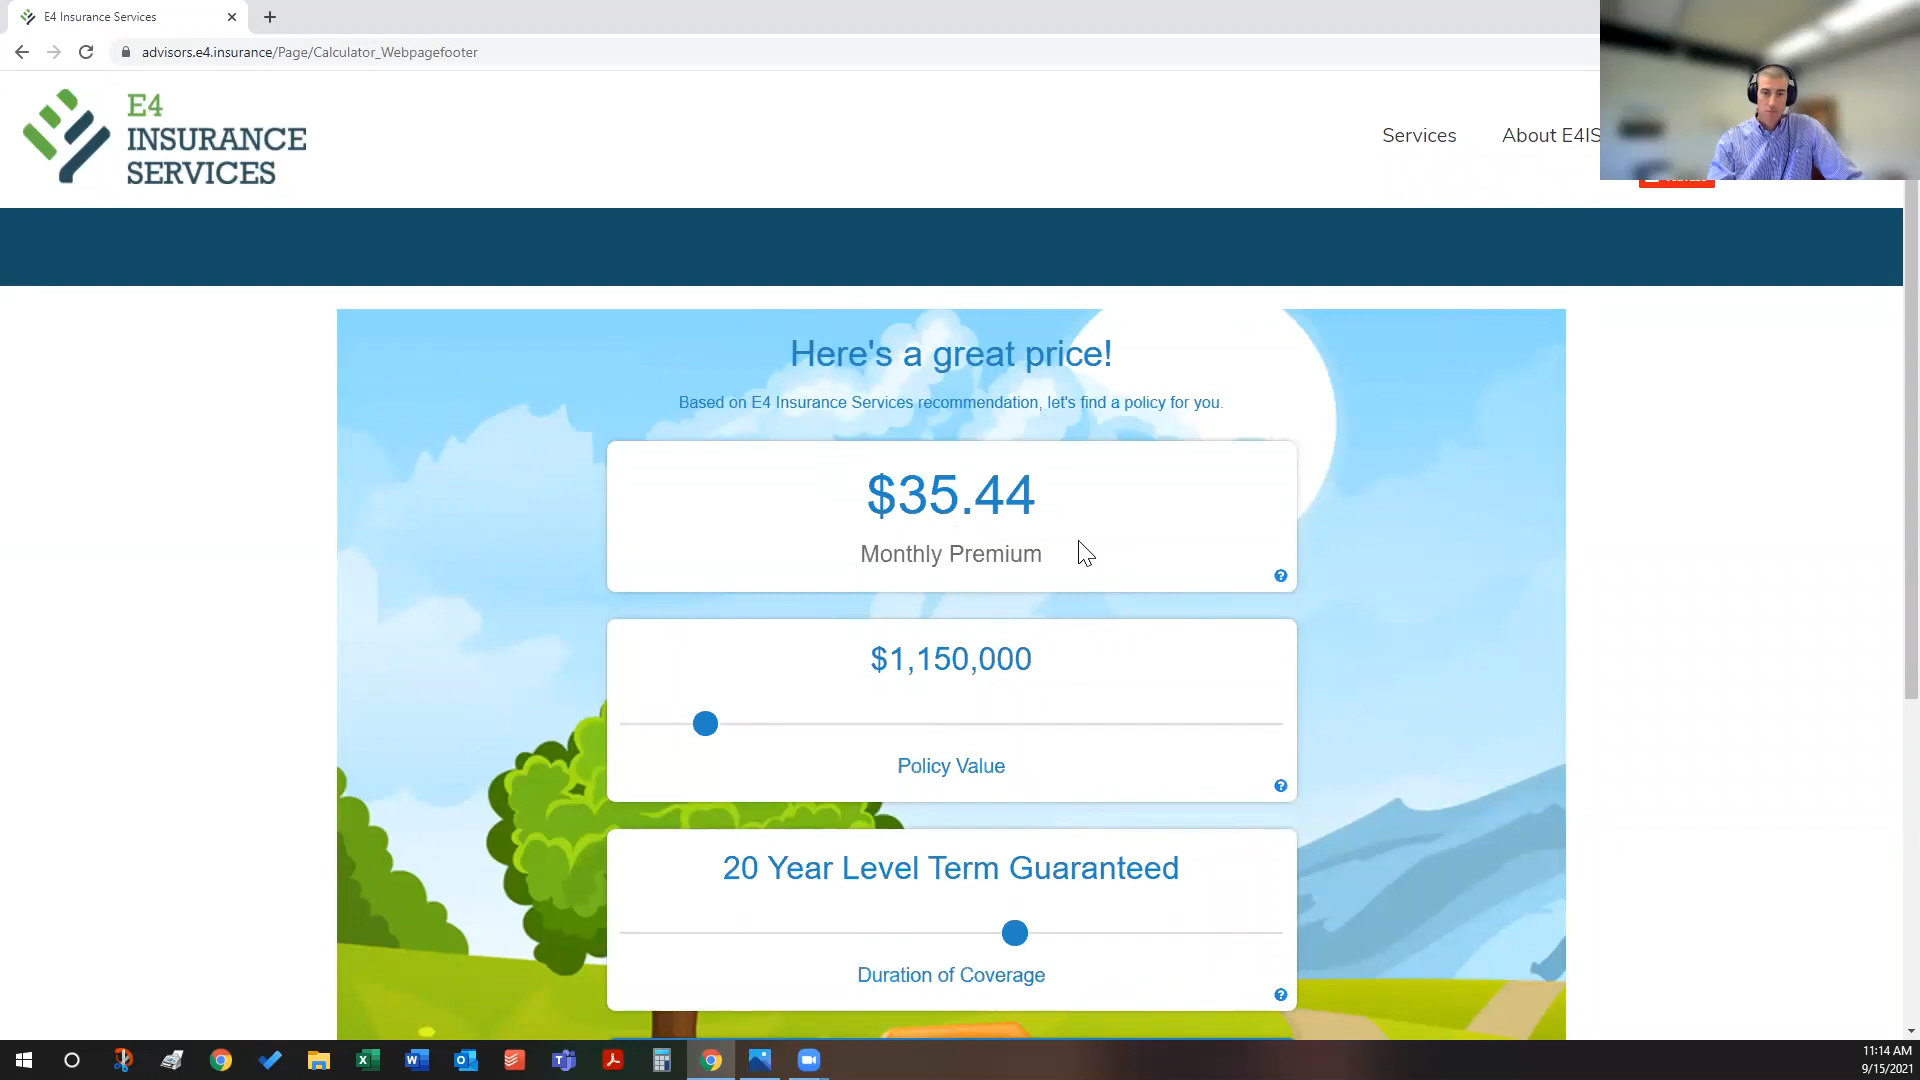 E4 Insurance Services
advisors.e4.insurance/Page/Calculator_Webpagefooter
E4
INSURANCE
SERVICES
Services
About E4IS
Here's a great price!
Based on E4 Insurance Services recommendation, let's find a policy for you.
$35.44
Monthly Premium
?
$1,150,000
Policy Value
?
20 Year Level Term Guaranteed
Duration of Coverage
?
11:14 AM
9/15/2021